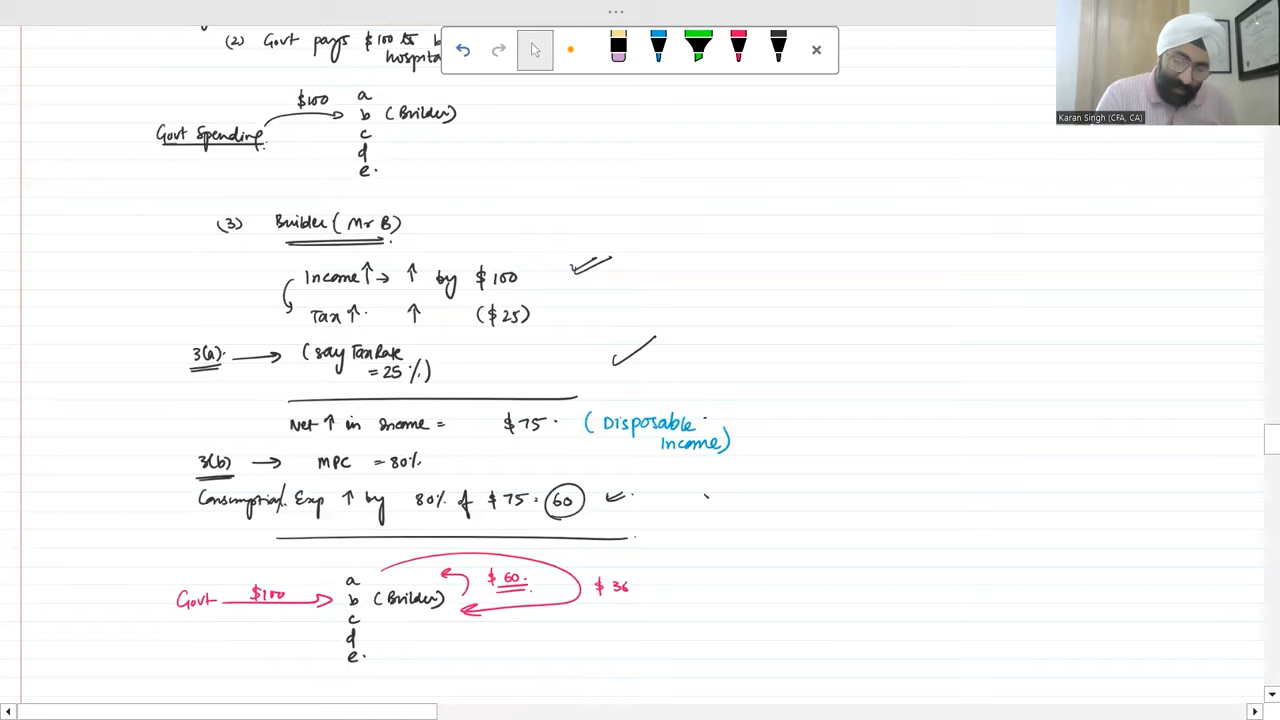 (2) Govt pays $100 to b
hospita
$100
a
b (Builder)
c
d
e.
Govt Spending
(3) Builder (Mr B)
Income↑→ ↑ by $100
Tax↑ ↑ ($25)
3(a) → (say Tax Rate
= 25%)
Net ↑ in Income = $75 (Disposable
Income)
3(b) → MPC = 80%
Consumption Exp ↑ by 80% of $75 = 60
a
Govt $100 b (Builder) $60 $36
c
d
e.
Karan Singh (CFA, CA)